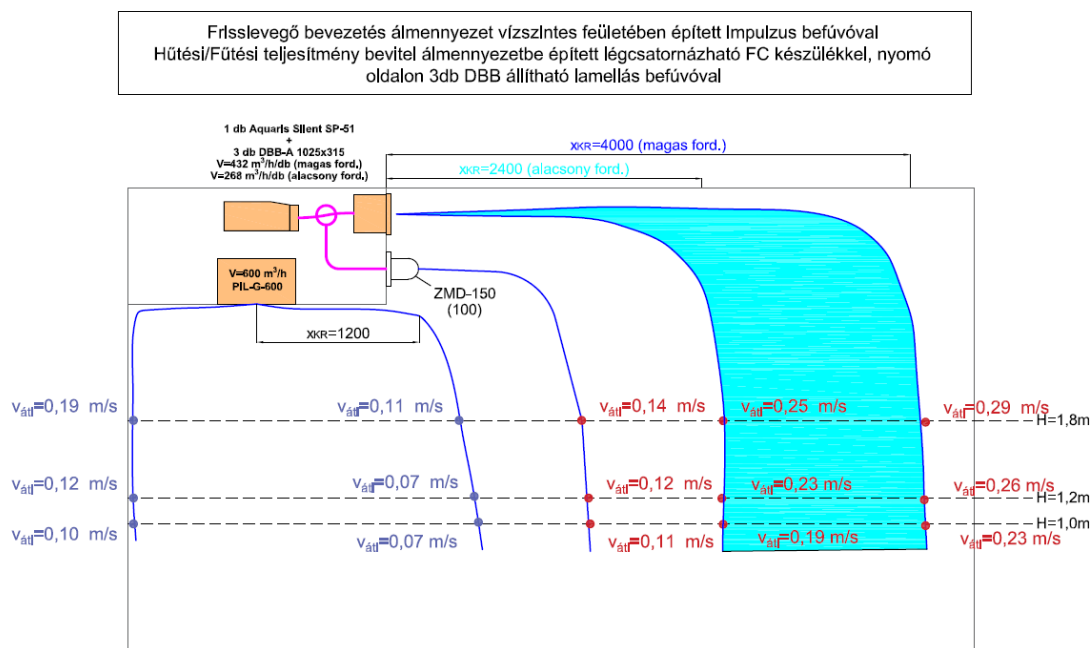 Frisslevegő bevezetés álmennyezet vízszintes feületében épített Impulzus befúvóval
Hűtési/Fűtési teljesítmény bevitel álmennyezetbe épített légcsatornázható FC készülékkel, nyomó
oldalon 3db DBB állítható lamellás befúvóval
1 db Aquaris Silent SP-51
+
3 db DBB-A 1025x315
V=432 m³/h/db (magas ford.)
V=268 m³/h/db (alacsony ford.)
xKR=4000 (magas ford.)
xKR=2400 (alacsony ford.)
V=600 m³/h
PIL-G-600
ZMD-150
(100)
xKR=1200
vátl=0,19 m/s
vátl=0,11 m/s
vátl=0,14 m/s
vátl=0,25 m/s
vátl=0,29 m/s
H=1,8m
vátl=0,12 m/s
vátl=0,07 m/s
vátl=0,12 m/s
vátl=0,23 m/s
vátl=0,26 m/s
H=1,2m
vátl=0,10 m/s
vátl=0,07 m/s
vátl=0,11 m/s
vátl=0,19 m/s
vátl=0,23 m/s
H=1,0m